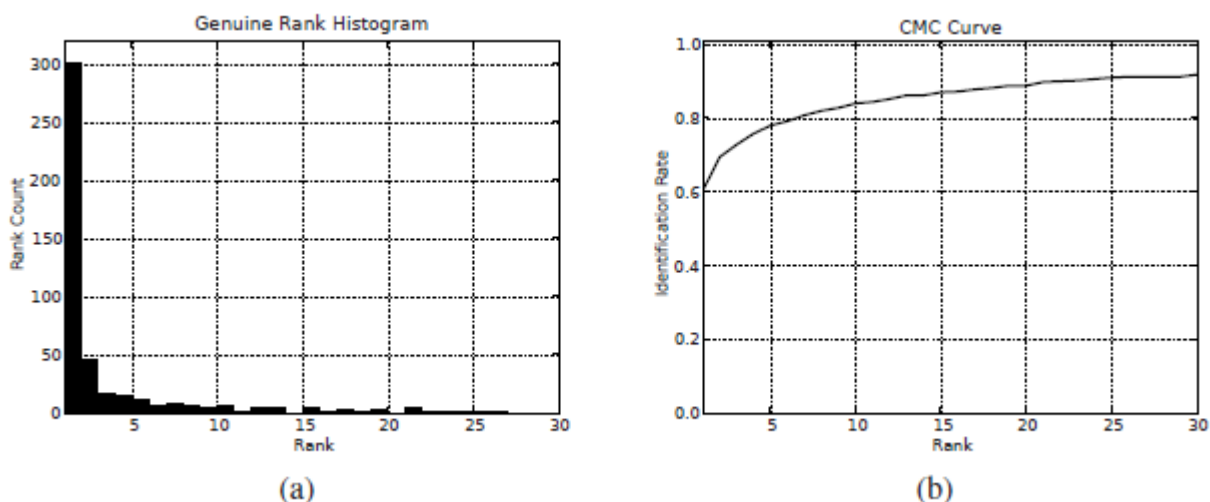 Genuine Rank Histogram
Rank Count
300
250
200
150
100
50
0
5 10 15 20 25 30
Rank
(a)
CMC Curve
Identification Rate
1.0
0.8
0.6
0.4
0.2
0.0
5 10 15 20 25 30
Rank
(b)